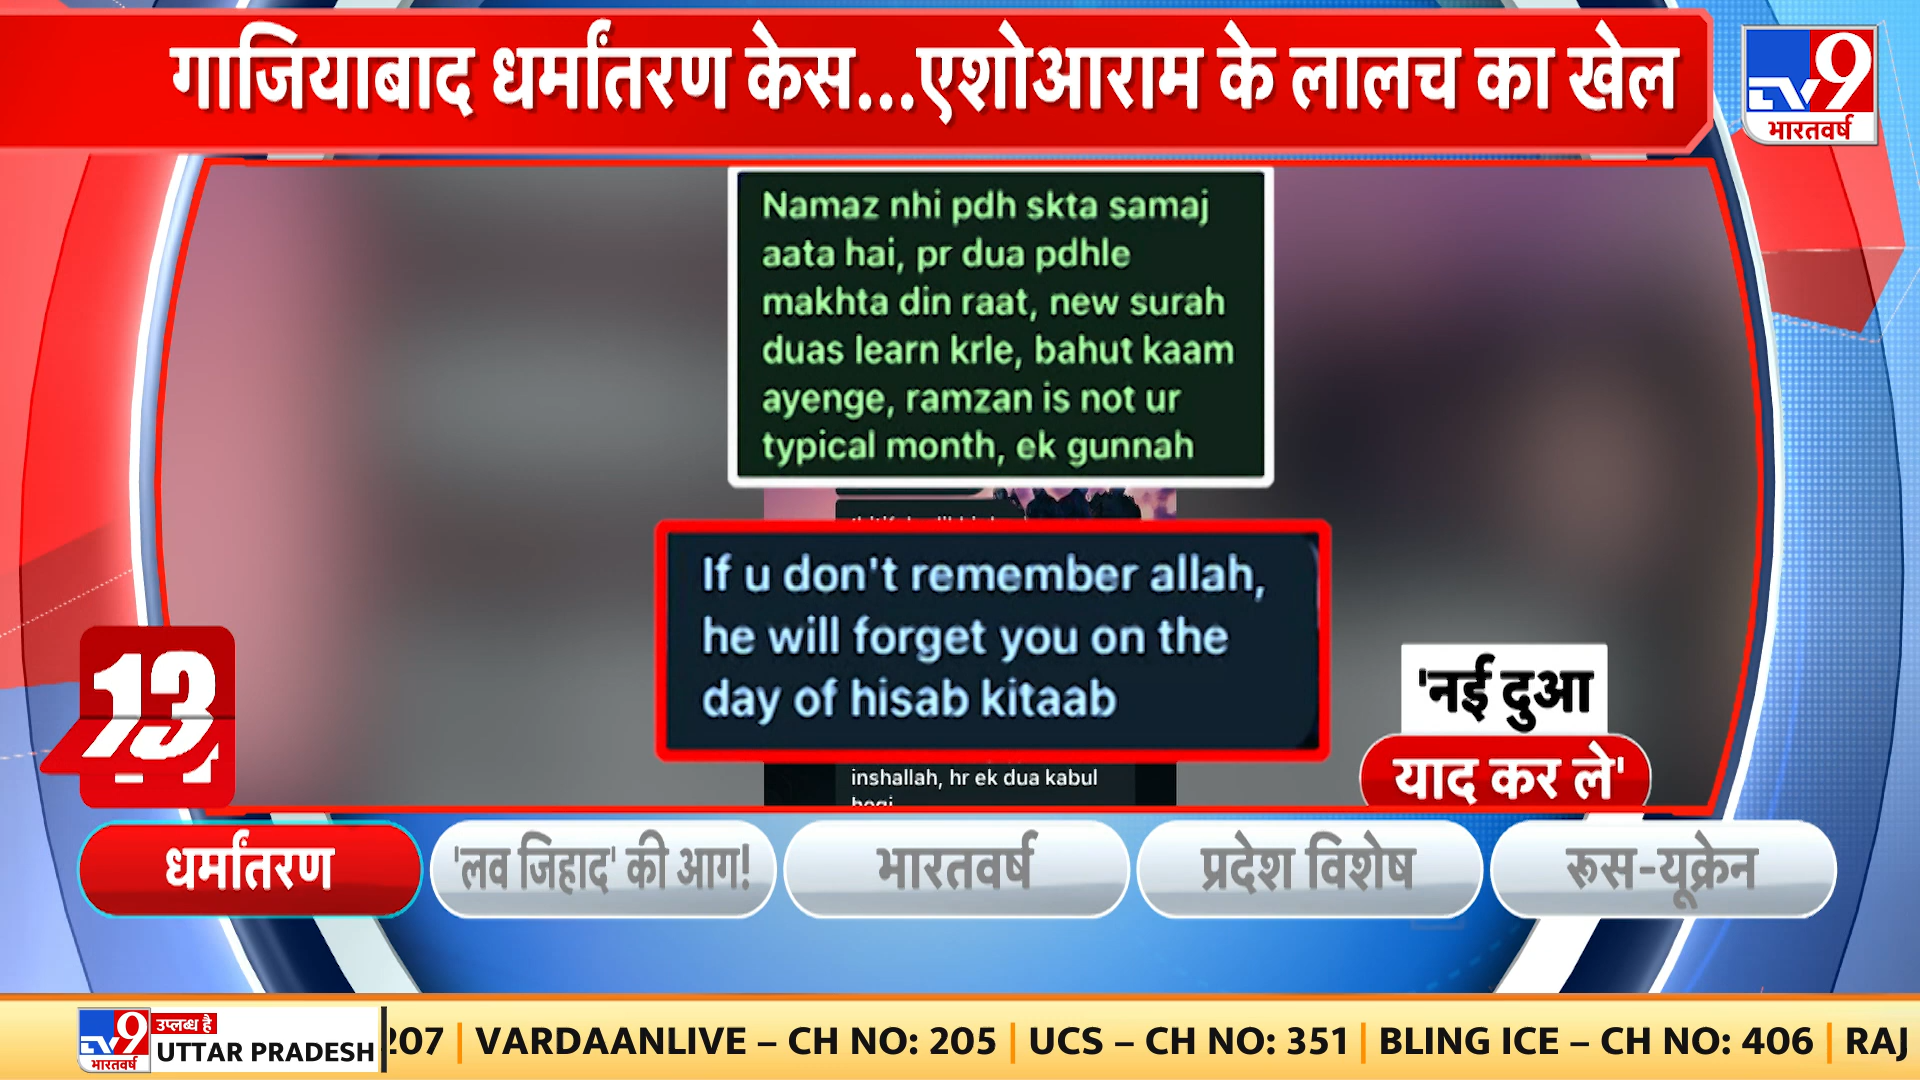 गाजियाबाद धर्मांतरण केस...एशोआराम के लालच का खेल
TV9
भारतवर्ष
Namaz nhi pdh skta samaj
aata hai, pr dua pdhle
makhta din raat, new surah
duas learn krle, bahut kaam
ayenge, ramzan is not ur
typical month, ek gunnah
If u don't remember allah,
he will forget you on the
day of hisab kitaab
inshallah, hr ek dua kabul
hogi
'नई दुआ
याद कर ले'
13
धर्मांतरण
'लव जिहाद' की आग!
भारतवर्ष
प्रदेश विशेष
रूस-यूक्रेन
TV9
भारतवर्ष
उप्लब्ध है
UTTAR PRADESH
207 | VARDAANLIVE – CH NO: 205 | UCS – CH NO: 351 | BLING ICE – CH NO: 406 | RAJ